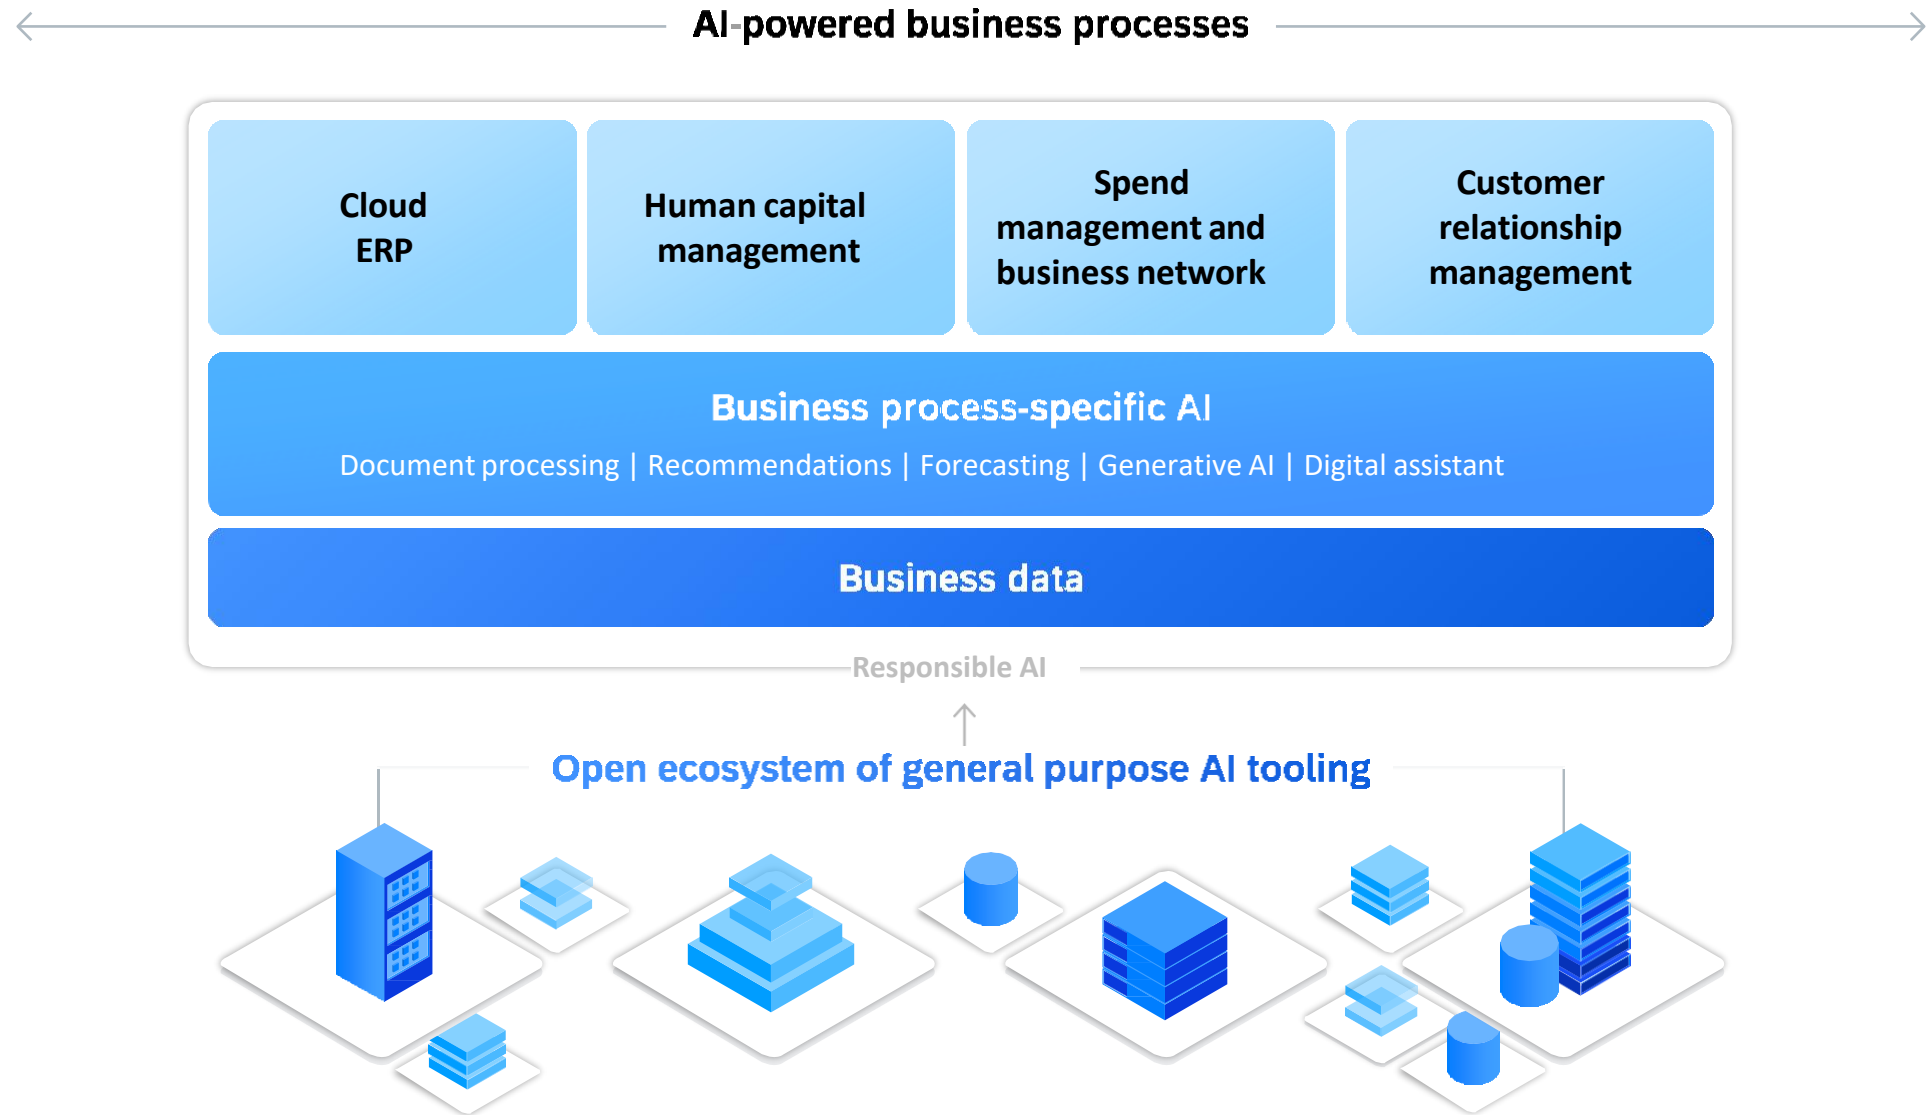 AI-powered business processes
Cloud
ERP
Human capital
management
Spend
management and
business network
Customer
relationship
management
Business process-specific AI
Document processing | Recommendations | Forecasting | Generative AI | Digital assistant
Business data
Responsible AI
Open ecosystem of general purpose AI tooling